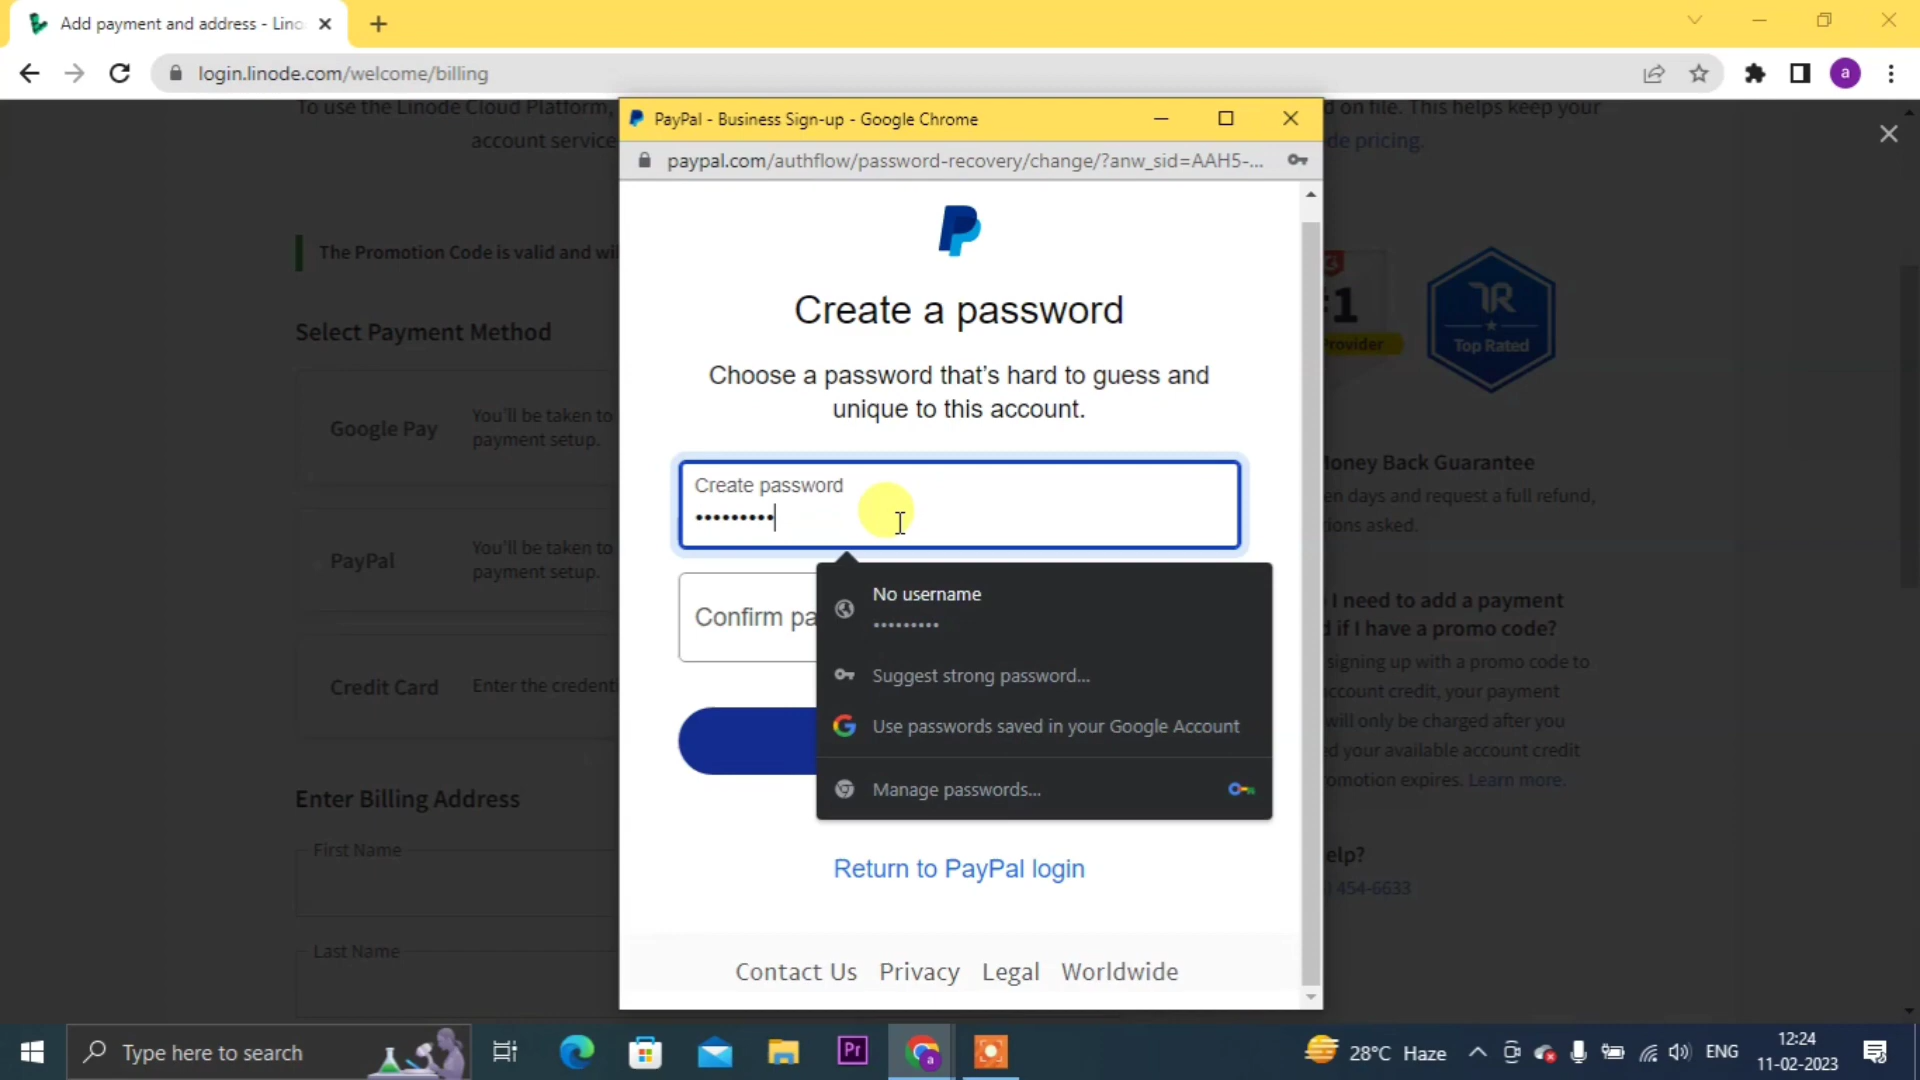 Add payment and address - Lino
login.linode.com/welcome/billing
a
To use the Linode Cloud Platform,
d on file. This helps keep your
account service
de pricing.
The Promotion Code is valid and wil
Select Payment Method
Google Pay
You'll be taken to
payment setup.
PayPal
You'll be taken to
payment setup.
Credit Card
Enter the credenti
Enter Billing Address
First Name
Last Name
PayPal - Business Sign-up - Google Chrome
paypal.com/authflow/password-recovery/change/?anw_sid=AAH5-...
Create a password
Choose a password that's hard to guess and
unique to this account.
Create password
•••••••••
Confirm pa
No username
•••••••••
Suggest strong password...
Use passwords saved in your Google Account
Manage passwords...
Return to PayPal login
Contact Us Privacy Legal Worldwide
#1
Provider
TR
Top Rated
Money Back Guarantee
en days and request a full refund,
tions asked.
I need to add a payment
d if I have a promo code?
signing up with a promo code to
ccount credit, your payment
will only be charged after you
ed your available account credit
omotion expires. Learn more.
elp?
) 454-6633
Type here to search
Pr
a
28°C Haze
ENG
12:24
11-02-2023